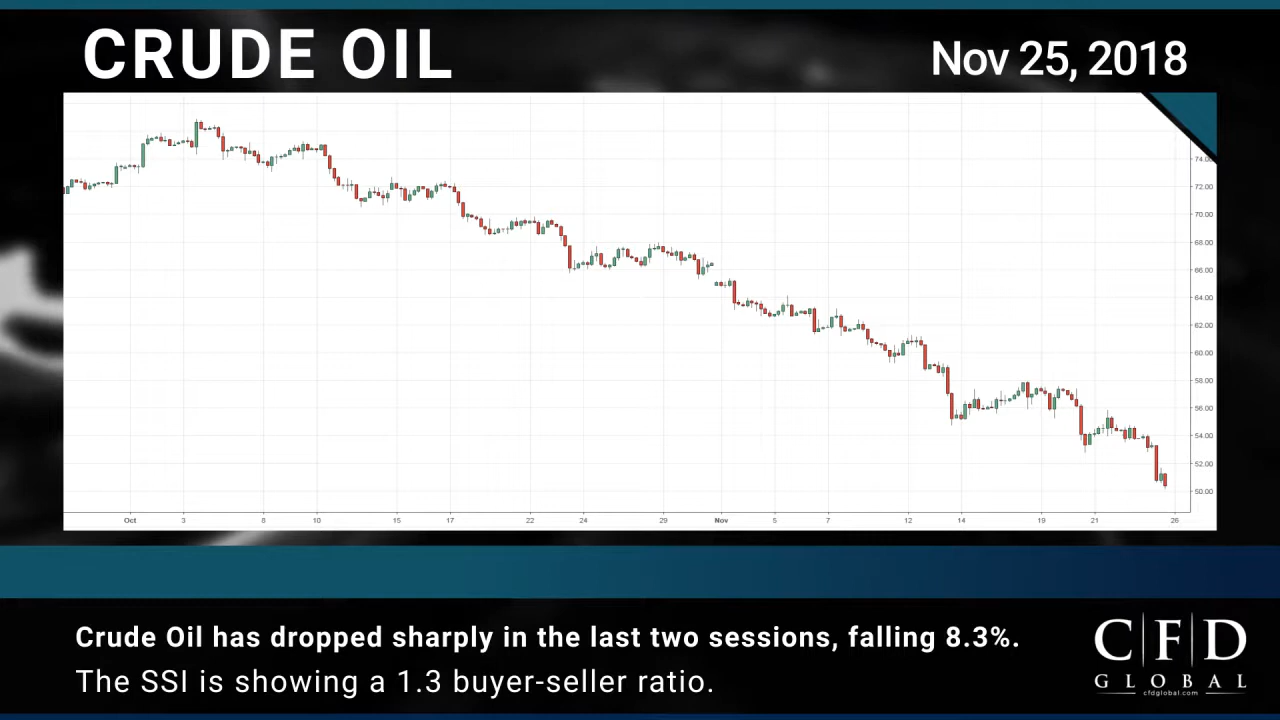 CRUDE OIL
Nov 25, 2018
74.00
72.00
70.00
68.00
66.00
64.00
62.00
60.00
58.00
56.00
54.00
52.00
50.00
Oct 3 8 10 15 17 22 24 29 Nov 5 7 12 14 19 21 26
Crude Oil has dropped sharply in the last two sessions, falling 8.3%.
The SSI is showing a 1.3 buyer-seller ratio.
CFD
GLOBAL
cfdglobal.com